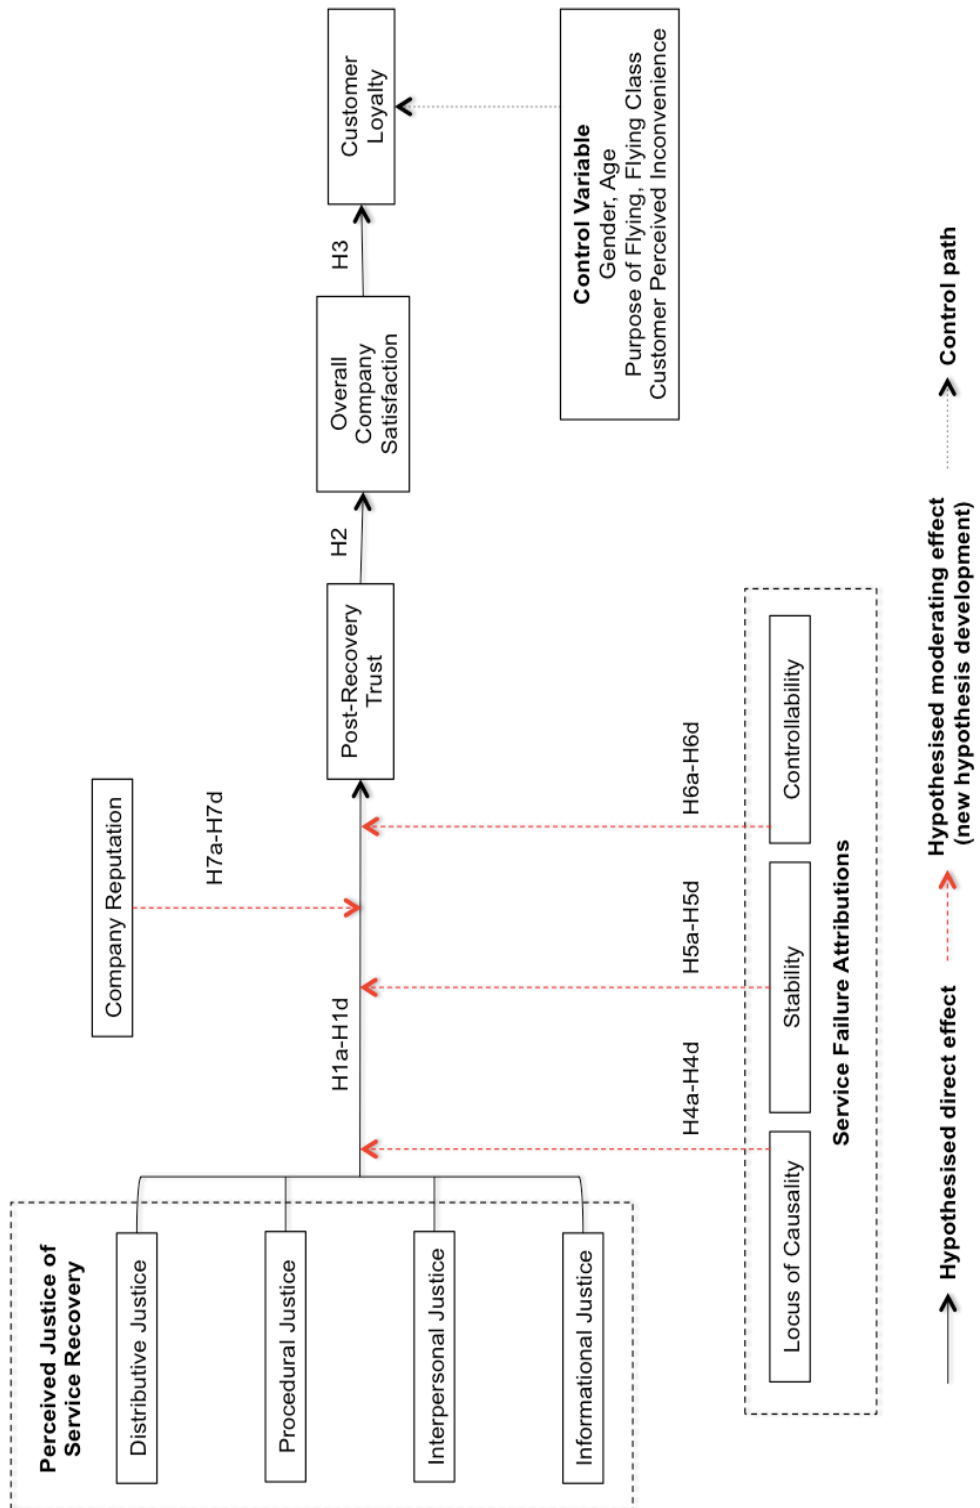 Perceived Justice of
Service Recovery
Distributive Justice
Procedural Justice
Interpersonal Justice
Informational Justice
Company Reputation
H7a-H7d
H1a-H1d
Post-Recovery
Trust
H2
Overall
Company
Satisfaction
H3
Customer
Loyalty
H4a-H4d
H5a-H5d
H6a-H6d
Locus of Causality
Stability
Controllability
Service Failure Attributions
Control Variable
Gender, Age
Purpose of Flying, Flying Class
Customer Perceived Inconvenience
Hypothesised direct effect
Hypothesised moderating effect
(new hypothesis development)
Control path